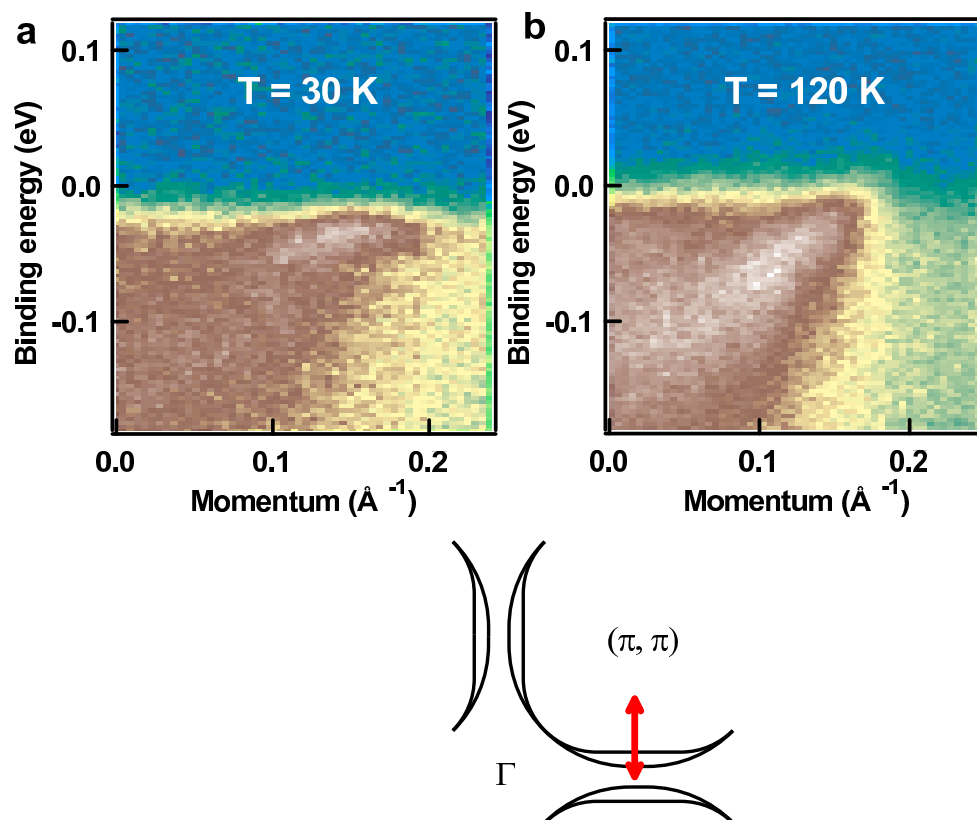 a
b
T = 30 K
T = 120 K
0.1
0.0
-0.1
Binding energy (eV)
0.0
0.1
0.2
Momentum (Å ⁻¹)
0.1
0.0
-0.1
Binding energy (eV)
0.0
0.1
0.2
Momentum (Å ⁻¹)
(π, π)
Γ